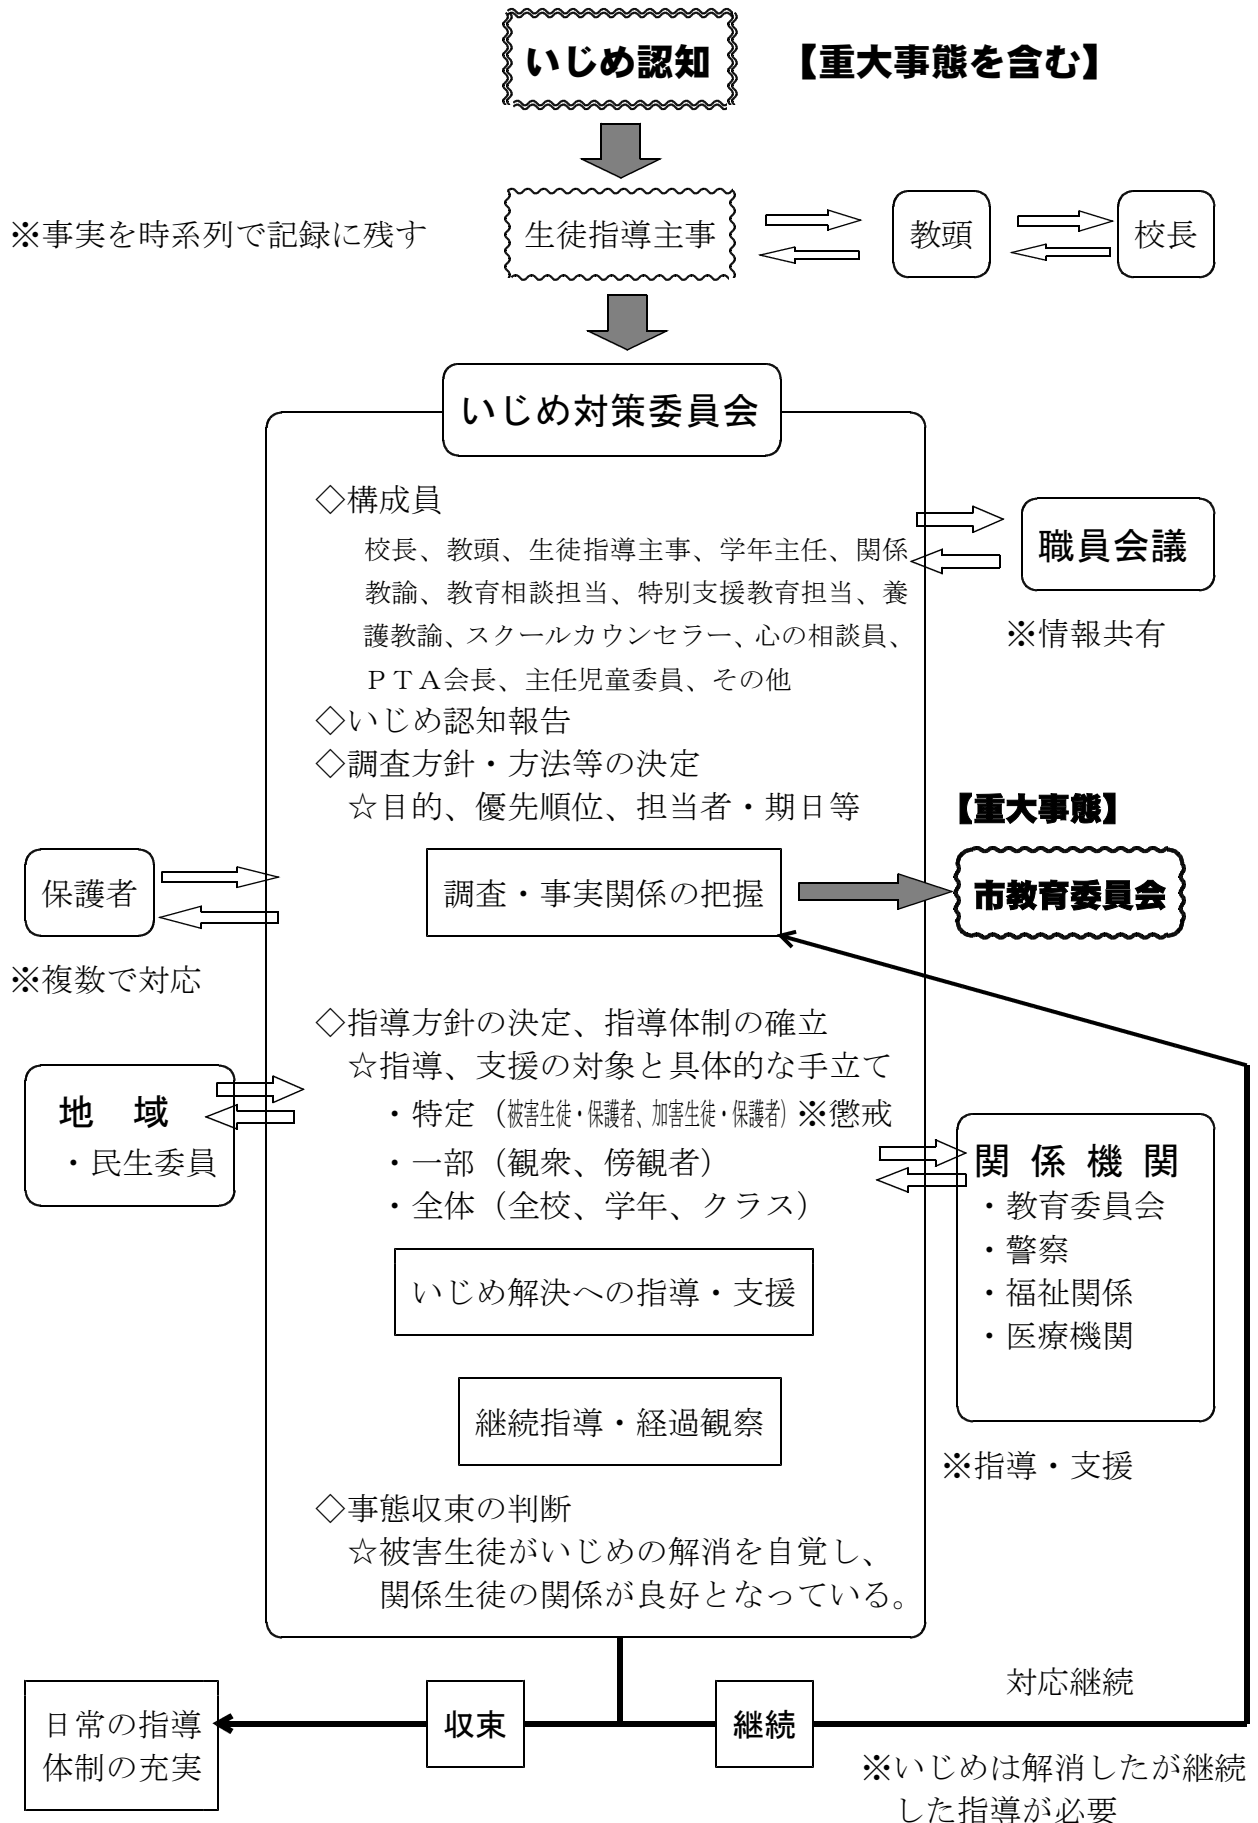 いじめ認知
【重大事態を含む】
※事実を時系列で記録に残す
生徒指導主事
教頭
校長
いじめ対策委員会
◇構成員
校長、教頭、生徒指導主事、学年主任、関係
教諭、教育相談担当、特別支援教育担当、養
護教諭、スクールカウンセラー、心の相談員、
ＰＴＡ会長、主任児童委員、その他
職員会議
※情報共有
◇いじめ認知報告
◇調査方針・方法等の決定
☆目的、優先順位、担当者・期日等
【重大事態】
保護者
調査・事実関係の把握
市教育委員会
※複数で対応
◇指導方針の決定、指導体制の確立
☆指導、支援の対象と具体的な手立て
・特定（被害生徒・保護者、加害生徒・保護者）※懲戒
・一部（観衆、傍観者）
・全体（全校、学年、クラス）
地　域
・民生委員
関 係 機 関
・教育委員会
・警察
・福祉関係
・医療機関
※指導・支援
いじめ解決への指導・支援
継続指導・経過観察
◇事態収束の判断
☆被害生徒がいじめの解消を自覚し、
関係生徒の関係が良好となっている。
対応継続
日常の指導
体制の充実
収束
継続
※いじめは解消したが継続
した指導が必要